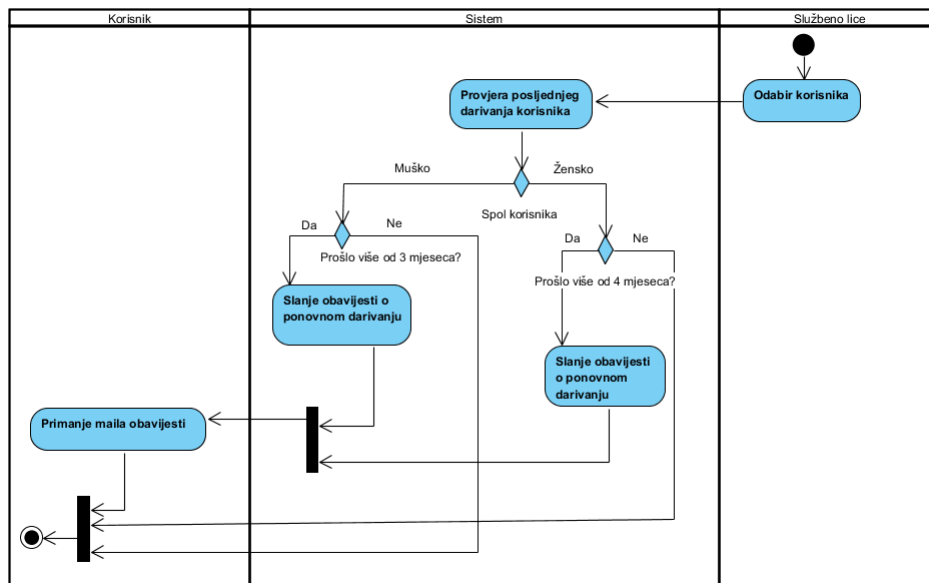 Korisnik
Sistem
Službeno lice
Odabir korisnika
Provjera posljednjeg
darivanja korisnika
Muško
Žensko
Spol korisnika
Da
Ne
Prošlo više od 3 mjeseca?
Da
Ne
Prošlo više od 4 mjeseca?
Slanje obavijesti o
ponovnom darivanju
Slanje obavijesti
o ponovnom
darivanju
Primanje maila obavijesti